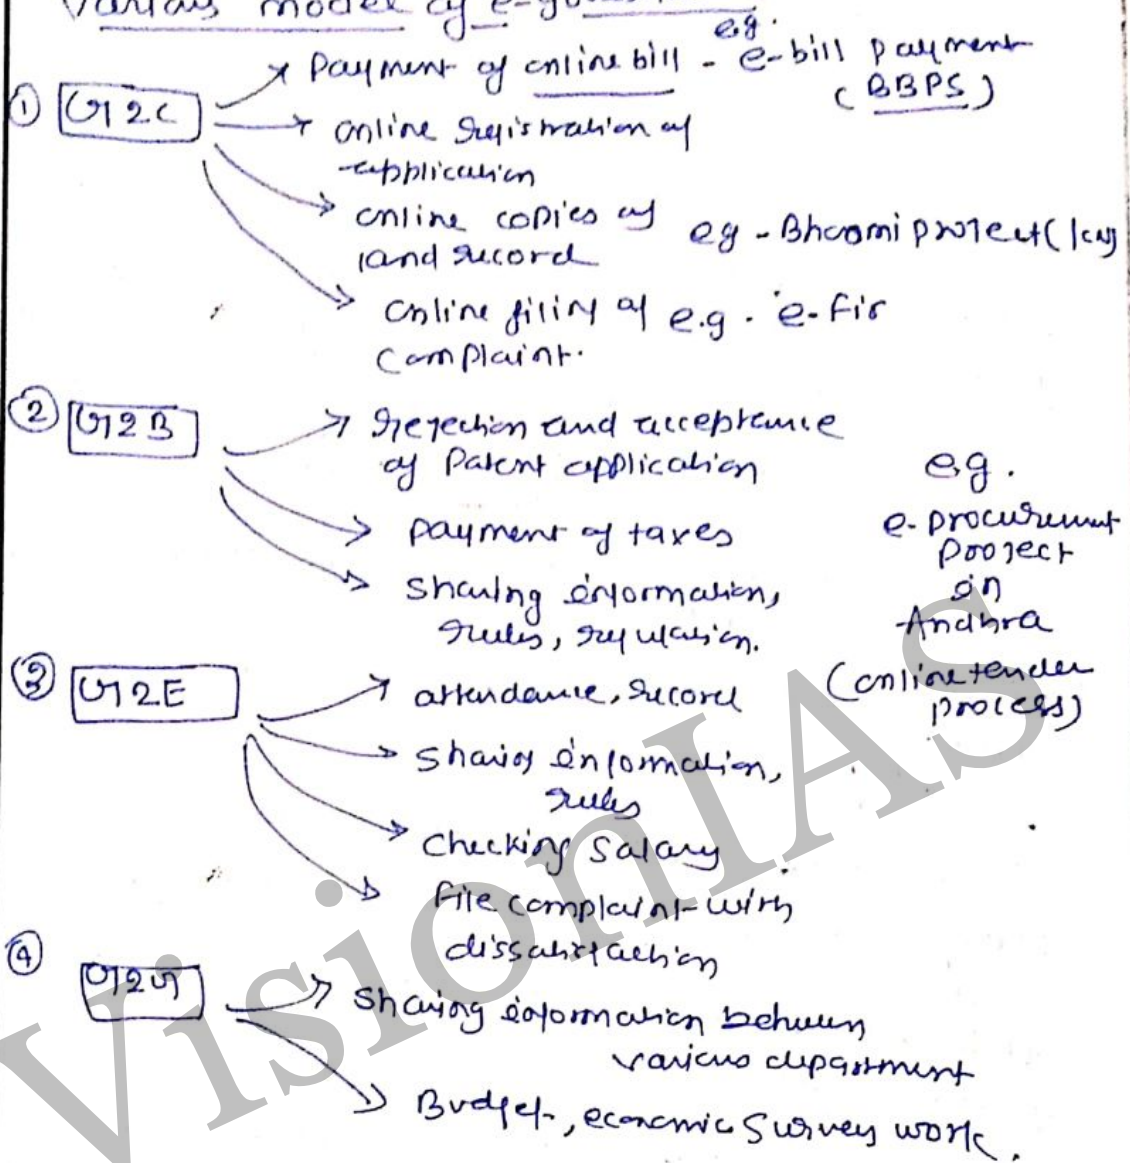 Various model of e-go
① G2C
Payment of online bill - eg. e-bill payment
(BBPS)
online registration of
application
online copies of eg - Bhoomi project (
land record
online filing of e.g. e-fir
complaint.
② G2B
rejection and acceptance
of Patent application
payment of taxes
sharing information,
rules, regulation.
eg.
e-procurement
project
in
Andhra
(online tender
process)
③ G2E
attendance, record
sharing information,
rules
checking salary
file complaint with
dissatisfaction
④ G2G
sharing information between
various department
Budget, economic survey work.
VisionIAS